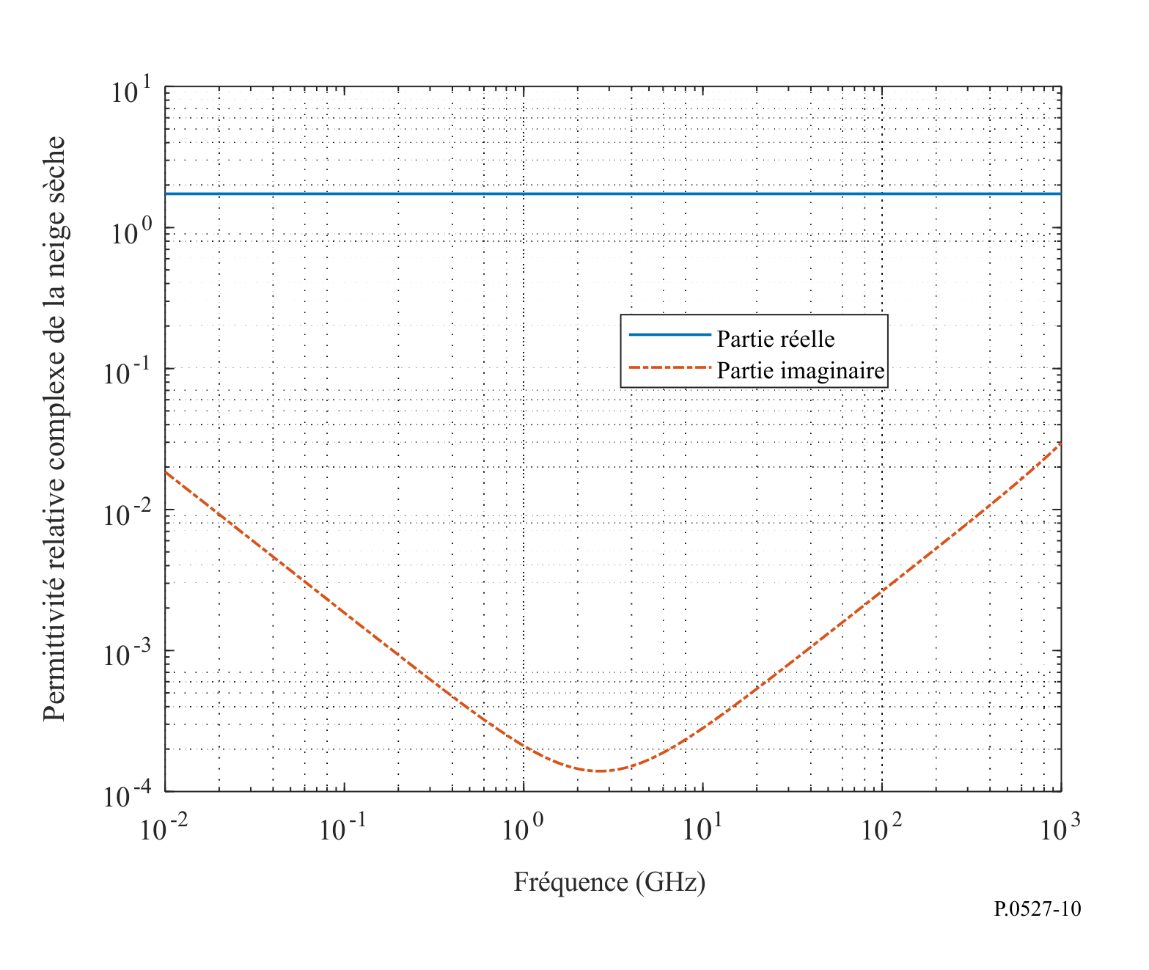 Permittivité relative complexe de la neige sèche
10^1
10^0
10^-1
10^-2
10^-3
10^-4
Partie réelle
Partie imaginaire
10^-2 10^-1 10^0 10^1 10^2 10^3
Fréquence (GHz)
P.0527-10